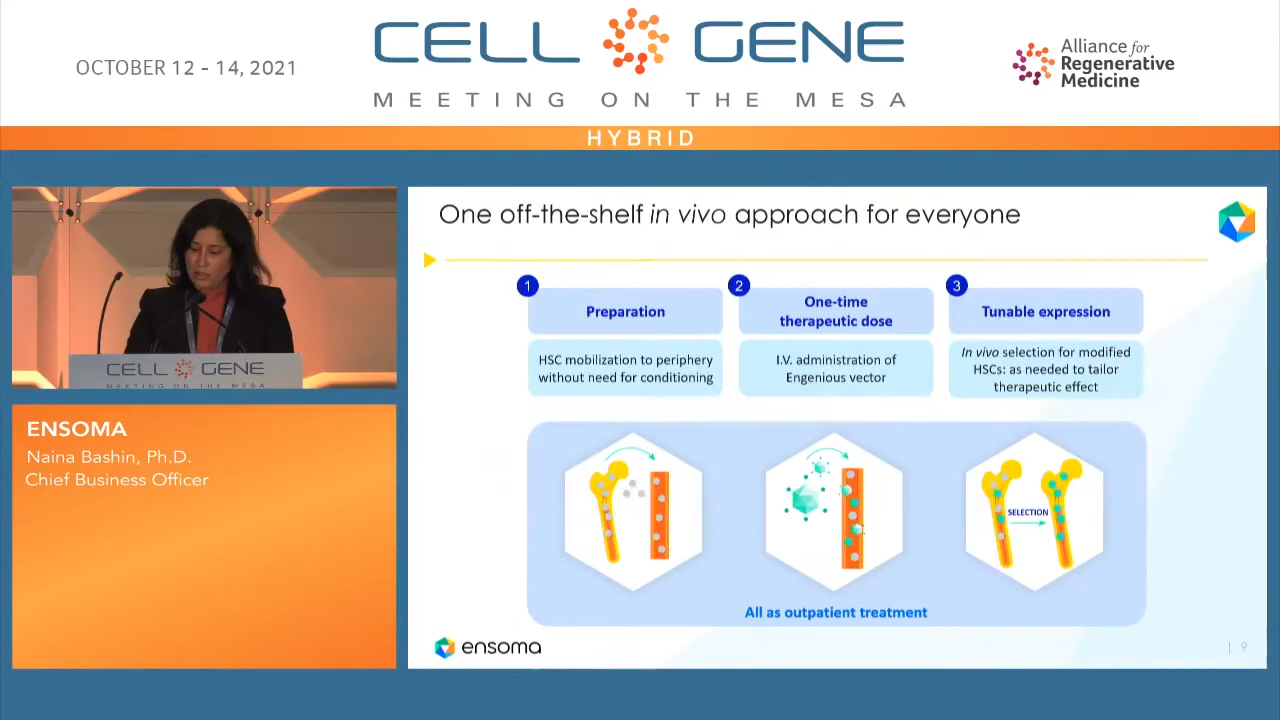 OCTOBER 12 - 14, 2021
CELL GENE
MEETING ON THE MESA
Alliance for
Regenerative
Medicine
HYBRID
CELL GENE
MEETING ON THE MESA
ENSOMA
Naina Bashin, Ph.D.
Chief Business Officer
One off-the-shelf in vivo approach for everyone
1
Preparation
HSC mobilization to periphery
without need for conditioning
2
One-time
therapeutic dose
I.V. administration of
Engenious vector
3
Tunable expression
In vivo selection for modified
HSCs: as needed to tailor
therapeutic effect
SELECTION
All as outpatient treatment
ensoma
| 9